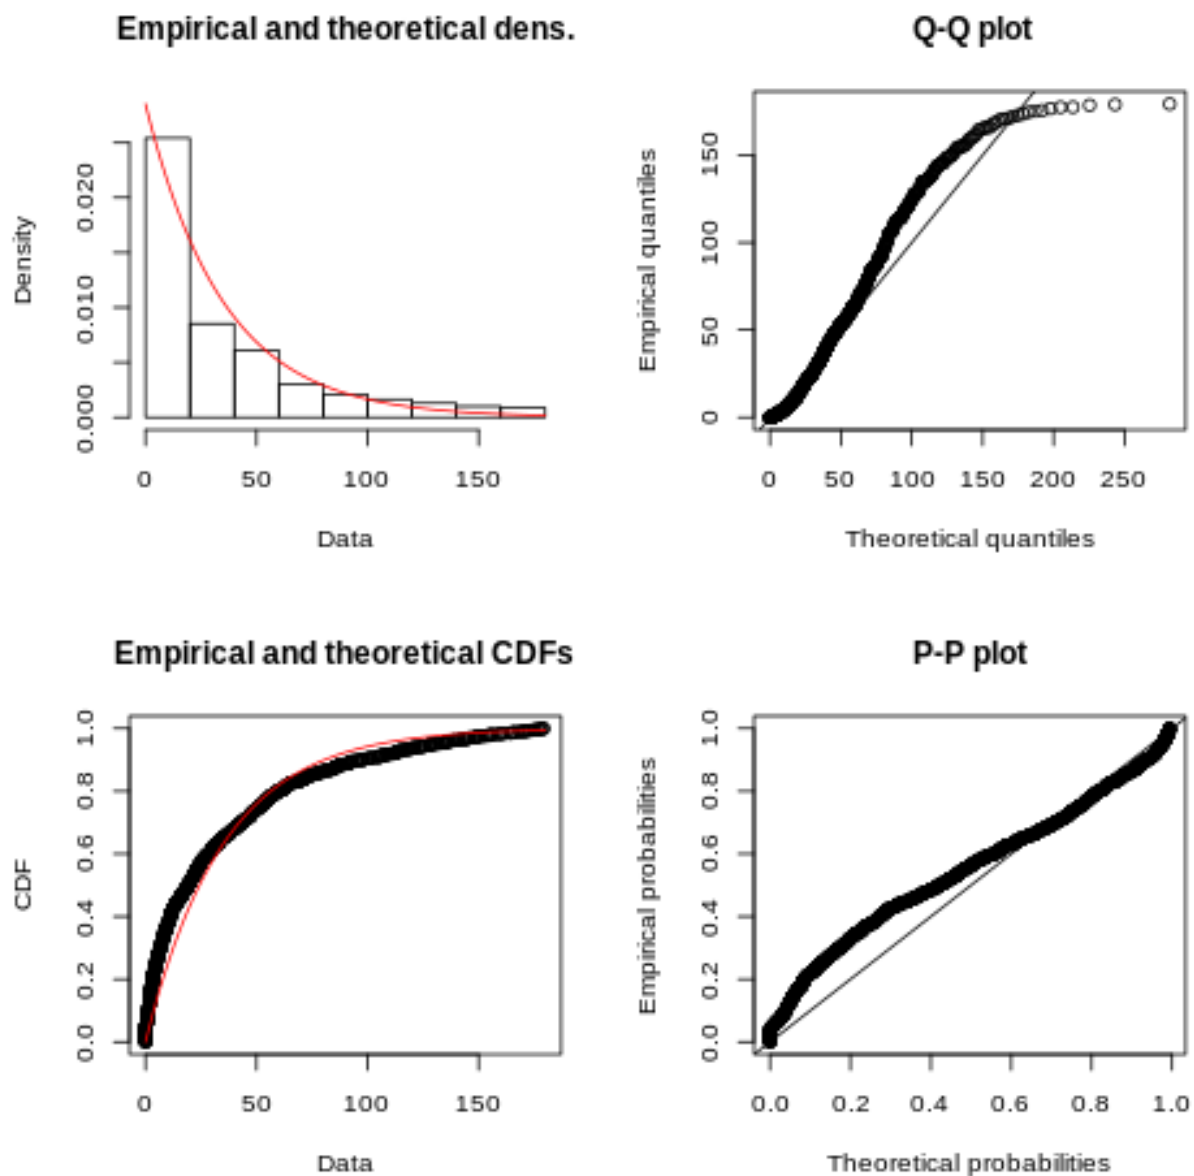 Empirical and theoretical dens.
Density
0.000 0.010 0.020
0 50 100 150
Data
Q-Q plot
Empirical quantiles
0 50 100 150
0 50 100 150 200 250
Theoretical quantiles
Empirical and theoretical CDFs
CDF
0.0 0.2 0.4 0.6 0.8 1.0
0 50 100 150
Data
P-P plot
Empirical probabilities
0.0 0.2 0.4 0.6 0.8 1.0
0.0 0.2 0.4 0.6 0.8 1.0
Theoretical probabilities